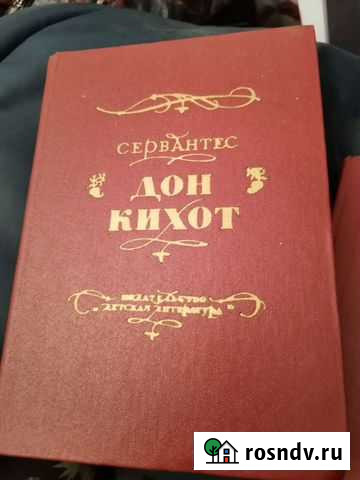 СЕРВАНТЕС
ДОН
КИХОТ
ИЗДАТЕЛЬСТВО
„ДЕТСКАЯ ЛИТЕРАТУРА"
rosndv.ru